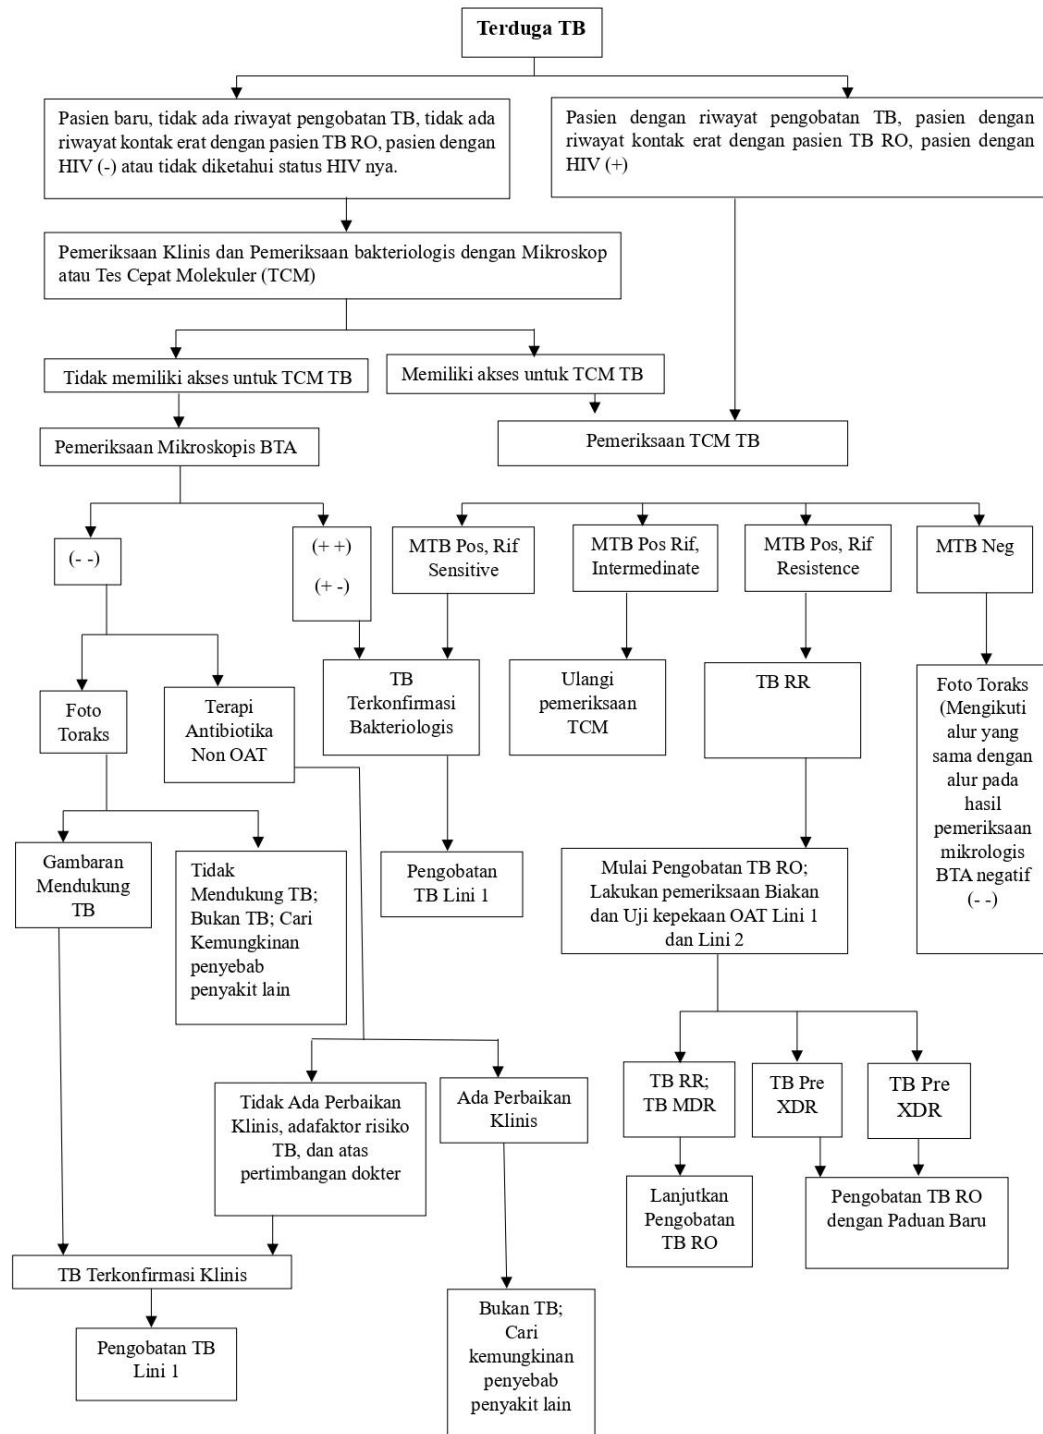 Terduga TB
Pasien baru, tidak ada riwayat pengobatan TB, tidak ada
riwayat kontak erat dengan pasien TB RO, pasien dengan
HIV (-) atau tidak diketahui status HIV nya.
Pasien dengan riwayat pengobatan TB, pasien dengan
riwayat kontak erat dengan pasien TB RO, pasien dengan
HIV (+)
Pemeriksaan Klinis dan Pemeriksaan bakteriologis dengan Mikroskop
atau Tes Cepat Molekuler (TCM)
Tidak memiliki akses untuk TCM TB
Memiliki akses untuk TCM TB
Pemeriksaan Mikroskopis BTA
Pemeriksaan TCM TB
(- -)
(+ +)
(+ -)
MTB Pos, Rif
Sensitive
MTB Pos Rif,
Intermedinate
MTB Pos, Rif
Resistence
MTB Neg
Foto
Toraks
Terapi
Antibiotika
Non OAT
TB
Terkonfirmasi
Bakteriologis
Ulangi
pemeriksaan
TCM
TB RR
Foto Toraks
(Mengikuti
alur yang
sama dengan
alur pada
hasil
pemeriksaan
mikrologis
BTA negatif
(- -)
Gambaran
Mendukung
TB
Tidak
Mendukung TB;
Bukan TB; Cari
Kemungkinan
penyebab
penyakit lain
Pengobatan
TB Lini 1
Mulai Pengobatan TB RO;
Lakukan pemeriksaan Biakan
dan Uji kepekaan OAT Lini 1
dan Lini 2
Tidak Ada Perbaikan
Klinis, adafaktor risiko
TB, dan atas
pertimbangan dokter
Ada Perbaikan
Klinis
TB RR;
TB MDR
TB Pre
XDR
TB Pre
XDR
Lanjutkan
Pengobatan
TB RO
Pengobatan TB RO
dengan Paduan Baru
TB Terkonfirmasi Klinis
Pengobatan TB
Lini 1
Bukan TB;
Cari
kemungkinan
penyebab
penyakit lain